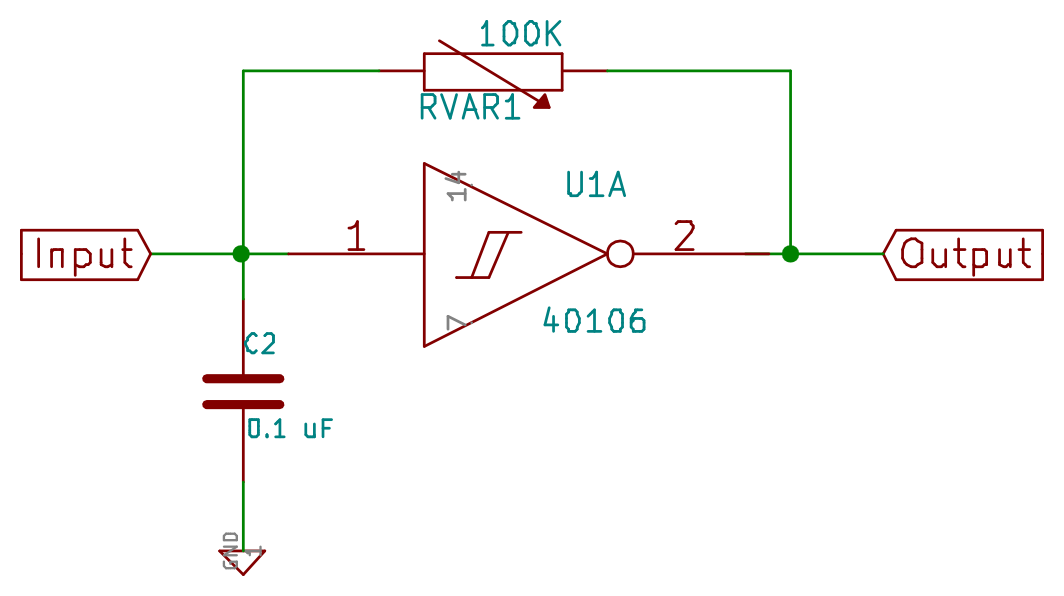 100K
RVAR1
14
U1A
Input
1
2
Output
7
40106
C2
0.1 uF
GND
1